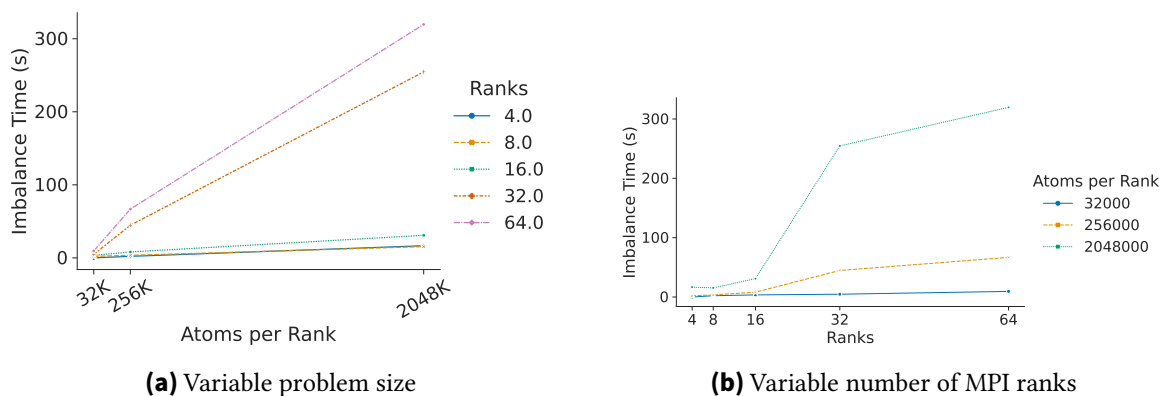 300
200
100
0
Imbalance Time (s)
32K
256K
2048K
Atoms per Rank
Ranks
4.0
8.0
16.0
32.0
64.0
(a) Variable problem size
300
200
100
0
Imbalance Time (s)
4 8 16 32 64
Ranks
Atoms per Rank
32000
256000
2048000
(b) Variable number of MPI ranks